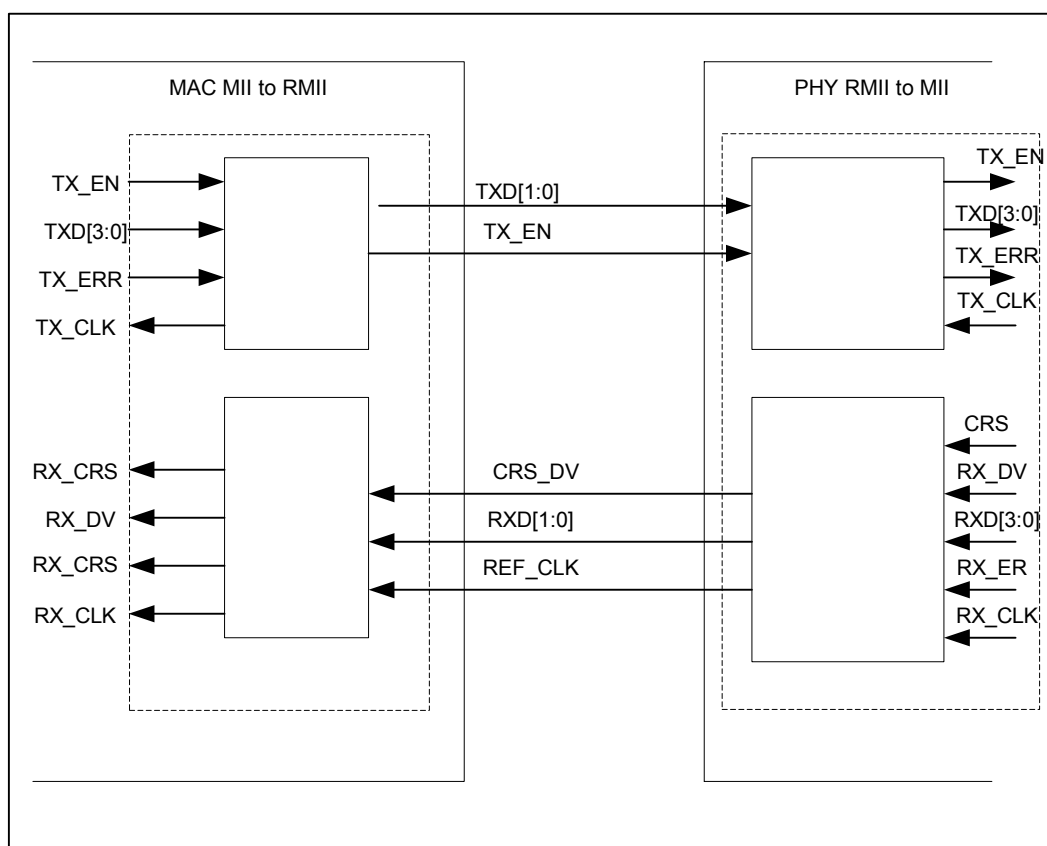 MAC MII to RMII
PHY RMII to MII
TX_EN
TXD[3:0]
TX_ERR
TX_CLK
TXD[1:0]
TX_EN
TX_EN
TXD[3:0]
TX_ERR
TX_CLK
RX_CRS
RX_DV
RX_CRS
RX_CLK
CRS_DV
RXD[1:0]
REF_CLK
CRS
RX_DV
RXD[3:0]
RX_ER
RX_CLK